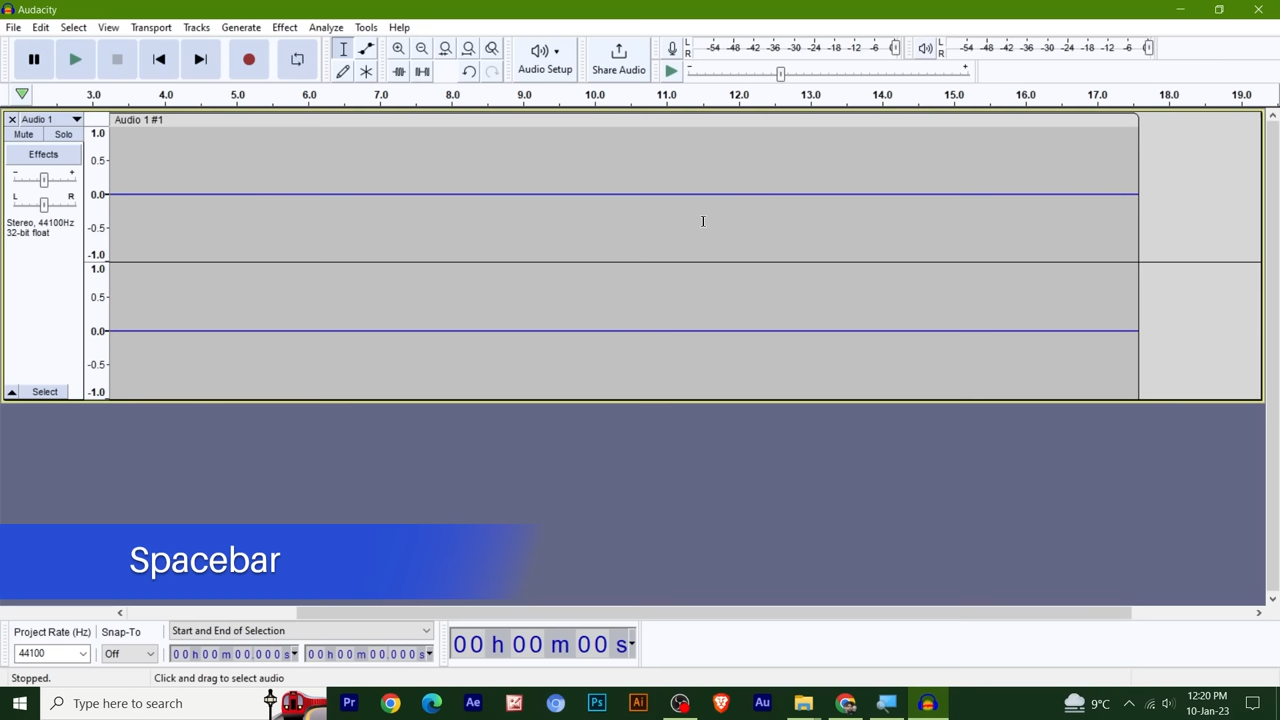 Audacity
File Edit Select View Transport Tracks Generate Effect Analyze Tools Help
Audio Setup
Share Audio
L R -54 -48 -42 -36 -30 -24 -18 -12 -6
L R -54 -48 -42 -36 -30 -24 -18 -12 -6
- +
3.0 4.0 5.0 6.0 7.0 8.0 9.0 10.0 11.0 12.0 13.0 14.0 15.0 16.0 17.0 18.0 19.0
Audio 1
Audio 1 #1
Mute Solo
Effects
- +
L R
Stereo, 44100Hz
32-bit float
Select
1.0
0.5
0.0
-0.5
-1.0
1.0
0.5
0.0
-0.5
-1.0
Spacebar
Project Rate (Hz) Snap-To Start and End of Selection
44100 Off 00 h 00 m 00.000 s 00 h 00 m 00.000 s
00 h 00 m 00 s
Stopped. Click and drag to select audio
Type here to search
Pr Ae Ps Ai Au
9°C
12:20 PM
10-Jan-23